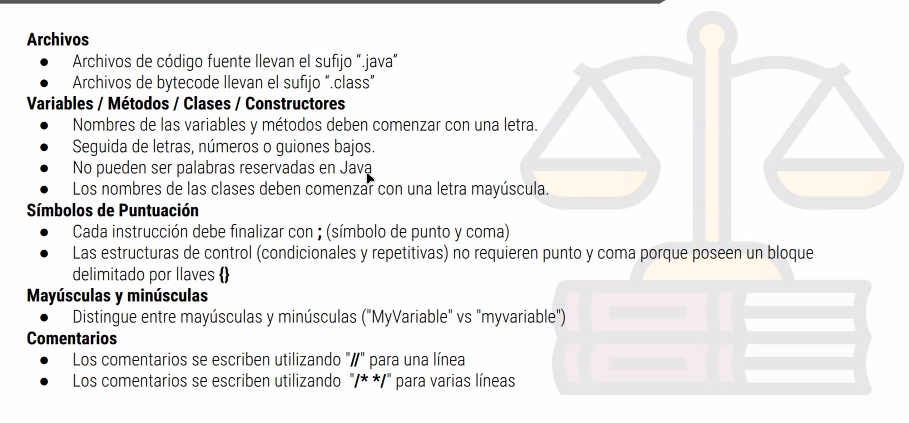 Archivos
● Archivos de código fuente llevan el sufijo “.java”
● Archivos de bytecode llevan el sufijo “.class”
Variables / Métodos / Clases / Constructores
● Nombres de las variables y métodos deben comenzar con una letra.
● Seguida de letras, números o guiones bajos.
● No pueden ser palabras reservadas en Java
● Los nombres de las clases deben comenzar con una letra mayúscula.
Símbolos de Puntuación
● Cada instrucción debe finalizar con ; (símbolo de punto y coma)
● Las estructuras de control (condicionales y repetitivas) no requieren punto y coma porque poseen un bloque
delimitado por llaves {}
Mayúsculas y minúsculas
● Distingue entre mayúsculas y minúsculas ("MyVariable" vs "myvariable")
Comentarios
● Los comentarios se escriben utilizando "//" para una línea
● Los comentarios se escriben utilizando "/* */" para varias líneas